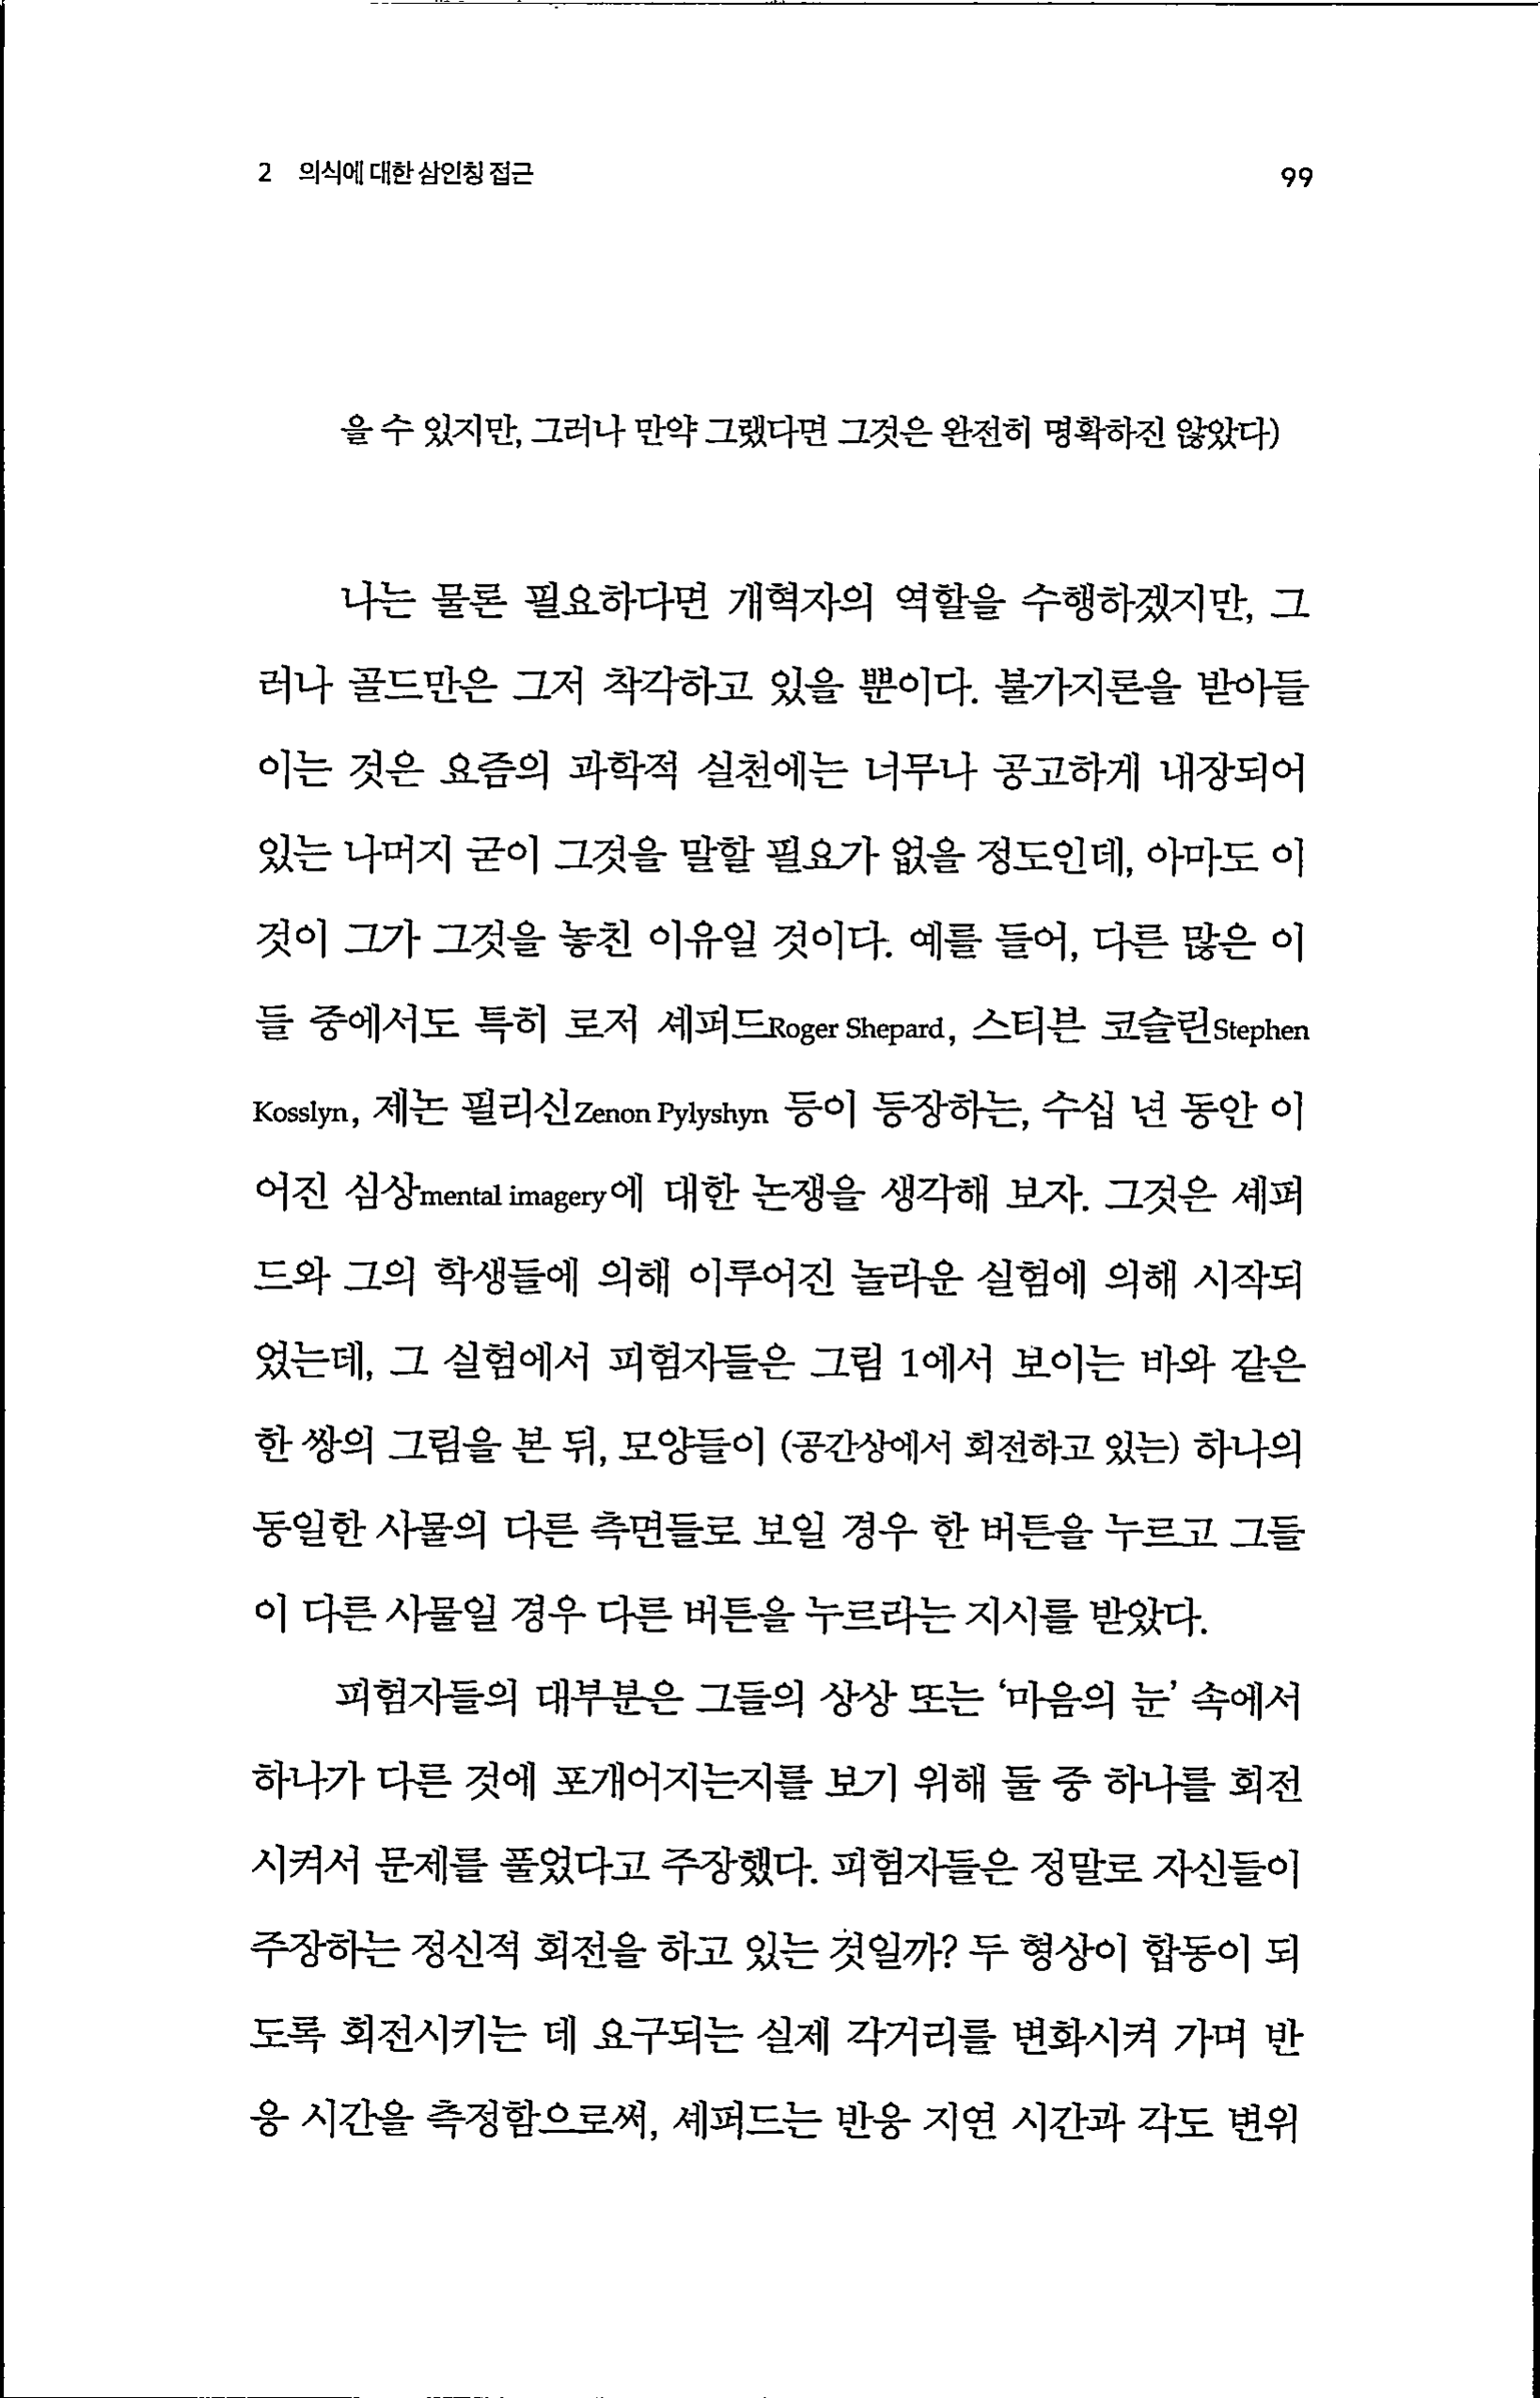 2 의식에 대한 삼인칭 접근 99
을 수 있지만, 그러나 만약 그랬다면 그것은 완전히 명확하진 않았다)
나는 물론 필요하다면 개혁자의 역할을 수행하겠지만, 그
러나 골드만은 그저 착각하고 있을 뿐이다. 불가지론을 받아들
이는 것은 요즘의 과학적 실천에는 너무나 공고하게 내장되어
있는 나머지 굳이 그것을 말할 필요가 없을 정도인데, 아마도 이
것이 그가 그것을 놓친 이유일 것이다. 예를 들어, 다른 많은 이
들 중에서도 특히 로저 셰퍼드Roger Shepard, 스티븐 코슬린Stephen
Kosslyn, 제논 필리신Zenon Pylyshyn 등이 등장하는, 수십 년 동안 이
어진 심상mental imagery에 대한 논쟁을 생각해 보자. 그것은 셰퍼
드와 그의 학생들에 의해 이루어진 놀라운 실험에 의해 시작되
었는데, 그 실험에서 피험자들은 그림 1에서 보이는 바와 같은
한 쌍의 그림을 본 뒤, 모양들이 (공간상에서 회전하고 있는) 하나의
동일한 사물의 다른 측면들로 보일 경우 한 버튼을 누르고 그들
이 다른 사물일 경우 다른 버튼을 누르라는 지시를 받았다.
피험자들의 대부분은 그들의 상상 또는 ‘마음의 눈’ 속에서
하나가 다른 것에 포개어지는지를 보기 위해 둘 중 하나를 회전
시켜서 문제를 풀었다고 주장했다. 피험자들은 정말로 자신들이
주장하는 정신적 회전을 하고 있는 것일까? 두 형상이 합동이 되
도록 회전시키는 데 요구되는 실제 각거리를 변화시켜 가며 반
응 시간을 측정함으로써, 셰퍼드는 반응 지연 시간과 각도 변위